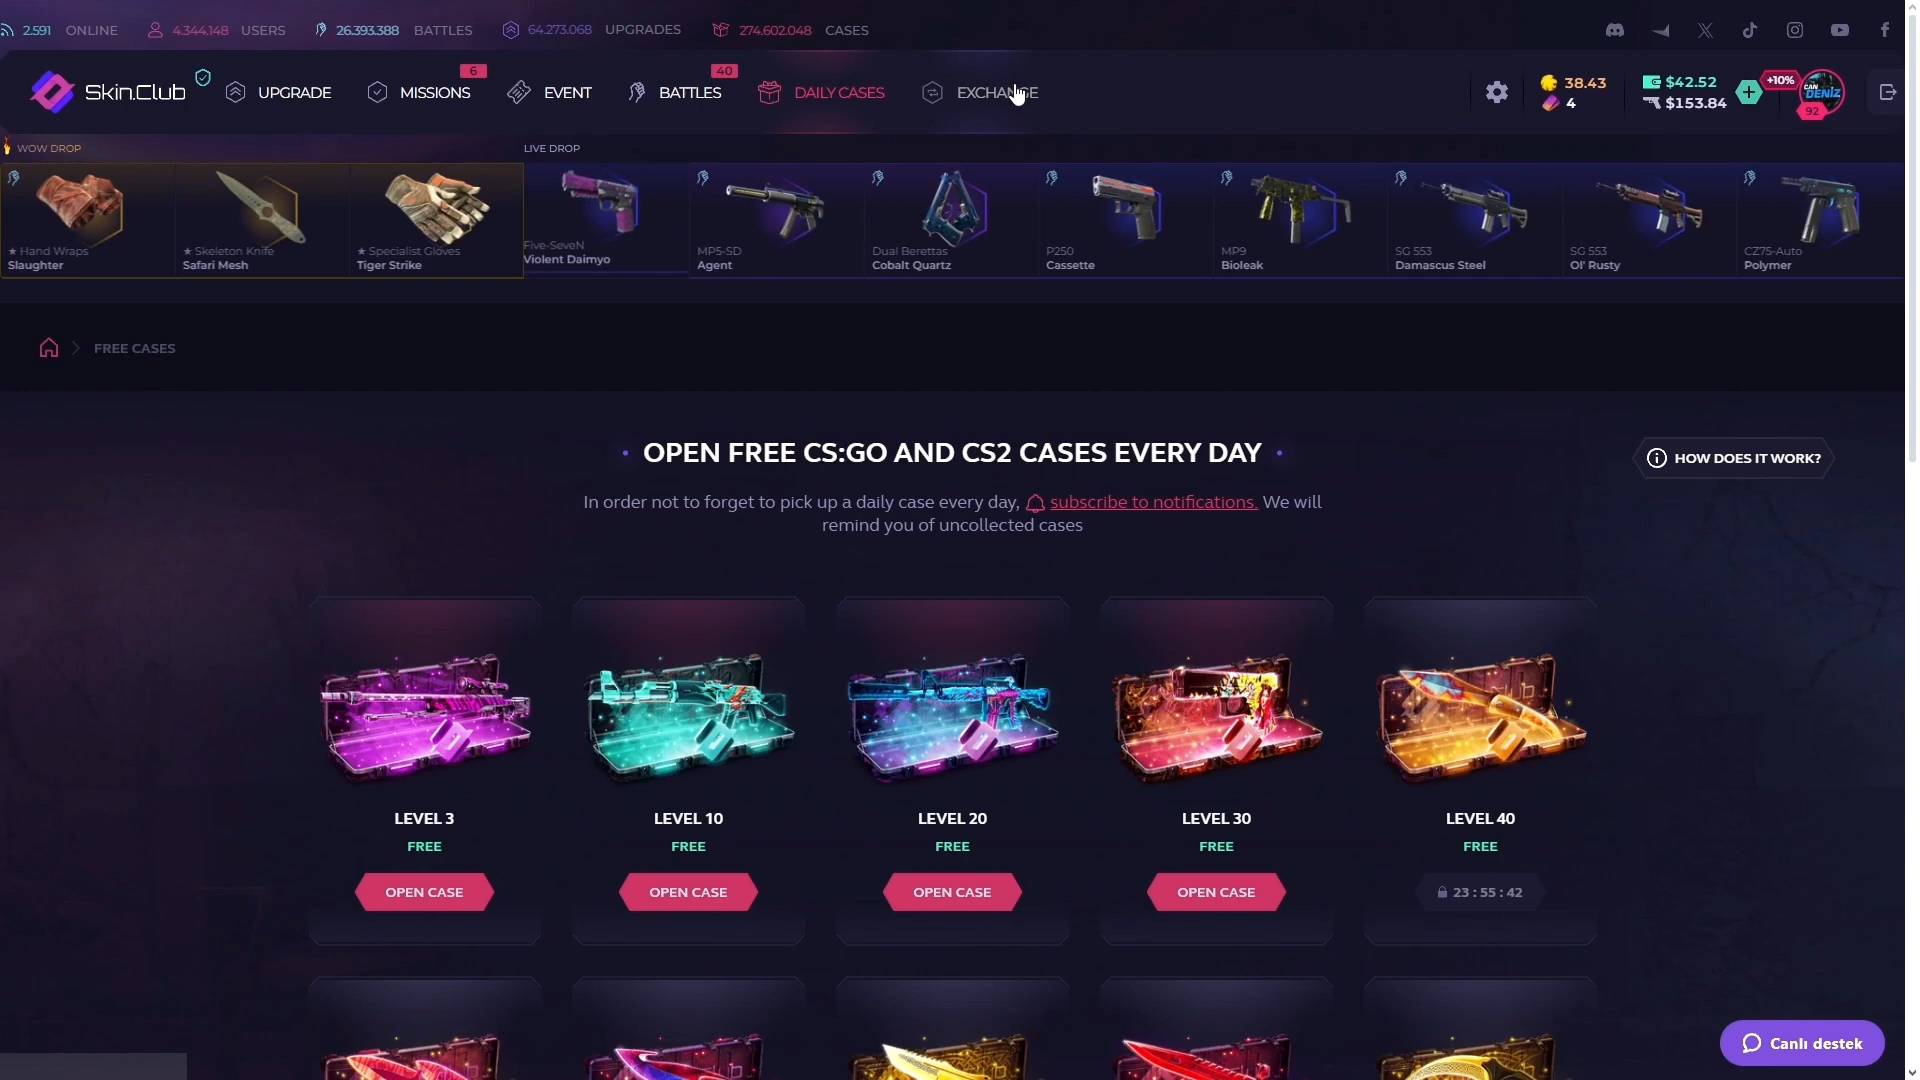 2.591 ONLINE 4.344.148 USERS 26.393.388 BATTLES 64.273.068 UPGRADES 274.602.048 CASES
Skin.Club UPGRADE MISSIONS 6 EVENT BATTLES 40 DAILY CASES EXCHANGE
38.43 $42.52 +10%
4 $153.84
CAN DENİZ
92
WOW DROP LIVE DROP
★ Hand Wraps
Slaughter
★ Skeleton Knife
Safari Mesh
★ Specialist Gloves
Tiger Strike
Five-SeveN
Violent Daimyo
MP5-SD
Agent
Dual Berettas
Cobalt Quartz
P250
Cassette
MP9
Bioleak
SG 553
Damascus Steel
SG 553
Ol' Rusty
CZ75-Auto
Polymer
FREE CASES
OPEN FREE CS:GO AND CS2 CASES EVERY DAY
HOW DOES IT WORK?
In order not to forget to pick up a daily case every day, subscribe to notifications. We will
remind you of uncollected cases
LEVEL 3
FREE
OPEN CASE
LEVEL 10
FREE
OPEN CASE
LEVEL 20
FREE
OPEN CASE
LEVEL 30
FREE
OPEN CASE
LEVEL 40
FREE
23 : 55 : 42
Canlı destek